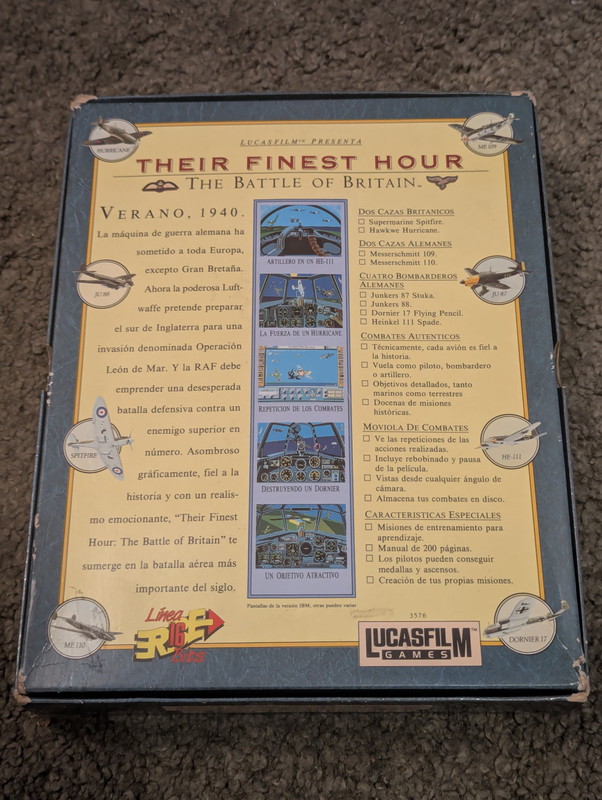 LUCASFILM™ PRESENTA
THEIR FINEST HOUR
THE BATTLE OF BRITAIN™
HURRICANE
ME 109
VERANO, 1940.
La máquina de guerra alemana ha
sometido a toda Europa,
excepto Gran Bretaña.
Ahora la poderosa Luft-
waffe pretende preparar
el sur de Inglaterra para una
invasión denominada Operación
León de Mar. Y la RAF debe
emprender una desesperada
batalla defensiva contra un
enemigo superior en
número. Asombroso
gráficamente, fiel a la
historia y con un realis-
mo emocionante, "Their Finest
Hour: The Battle of Britain" te
sumerge en la batalla aérea más
importante del siglo.
JU 88
SPITFIRE
ME 110
ARTILLERO EN UN HE-111
LA FUERZA DE UN HURRICANE
REPETICION DE LOS COMBATES
DESTRUYENDO UN DORNIER
UN OBJETIVO ATRACTIVO
Pantallas de la versión IBM, otras pueden variar
DOS CAZAS BRITANICOS
☐ Supermarine Spitfire.
☐ Hawkwe Hurricane.
DOS CAZAS ALEMANES
☐ Messerschmitt 109.
☐ Messerschmitt 110.
CUATRO BOMBARDEROS
ALEMANES
☐ Junkers 87 Stuka.
☐ Junkers 88.
☐ Dornier 17 Flying Pencil.
☐ Heinkel 111 Spade.
COMBATES AUTENTICOS
☐ Técnicamente, cada avión es fiel a
la historia.
☐ Vuela como piloto, bombardero
o artillero.
☐ Objetivos detallados, tanto
marinos como terrestres
☐ Docenas de misiones
históricas.
MOVIOLA DE COMBATES
☐ Ve las repeticiones de las
acciones realizadas.
☐ Incluye rebobinado y pausa
de la película.
☐ Vistas desde cualquier ángulo de
cámara.
☐ Almacena tus combates en disco.
CARACTERISTICAS ESPECIALES
☐ Misiones de entrenamiento para
aprendizaje.
☐ Manual de 200 páginas.
☐ Los pilotos pueden conseguir
medallas y ascensos.
☐ Creación de tus propias misiones.
JU 87
HE-111
DORNIER 17
Línea
ERBE
16
Bits
3576
LUCASFILM™
GAMES